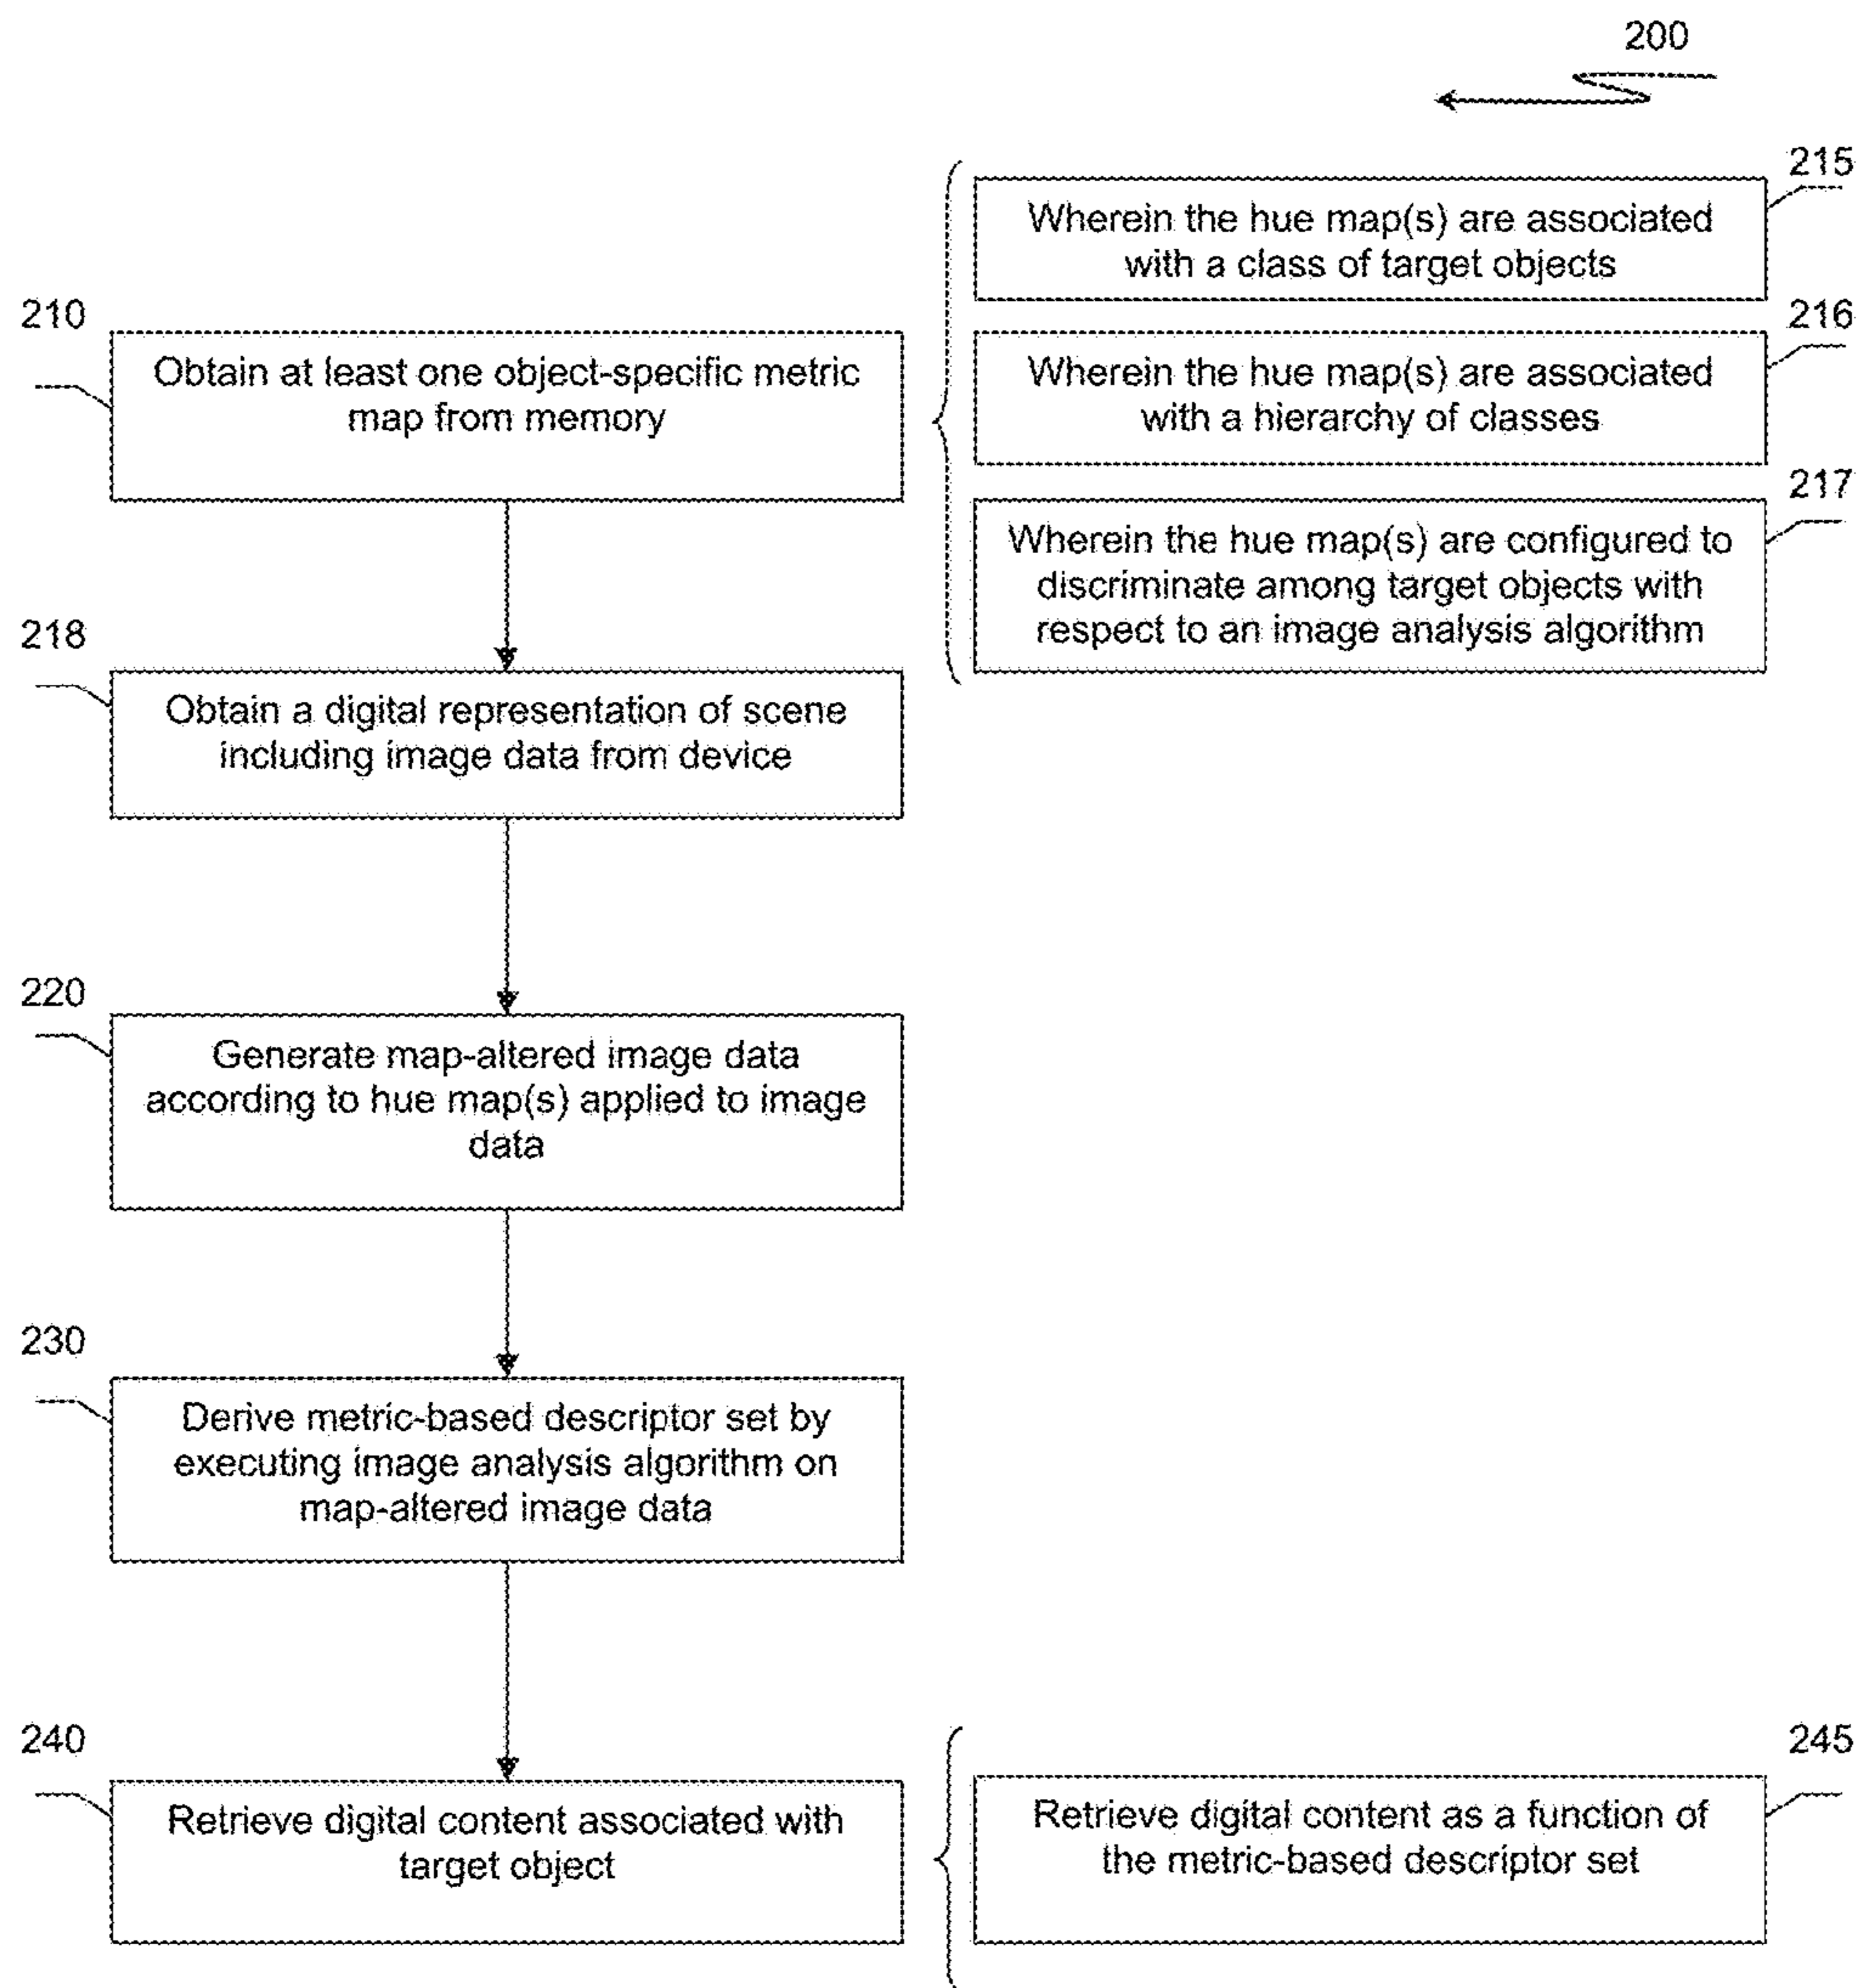 200
210
Obtain at least one object-specific metric
map from memory
215
Wherein the hue map(s) are associated
with a class of target objects
216
Wherein the hue map(s) are associated
with a hierarchy of classes
217
Wherein the hue map(s) are configured to
discriminate among target objects with
respect to an image analysis algorithm
218
Obtain a digital representation of scene
including image data from device
220
Generate map-altered image data
according to hue map(s) applied to image
data
230
Derive metric-based descriptor set by
executing image analysis algorithm on
map-altered image data
240
Retrieve digital content associated with
target object
245
Retrieve digital content as a function of
the metric-based descriptor set